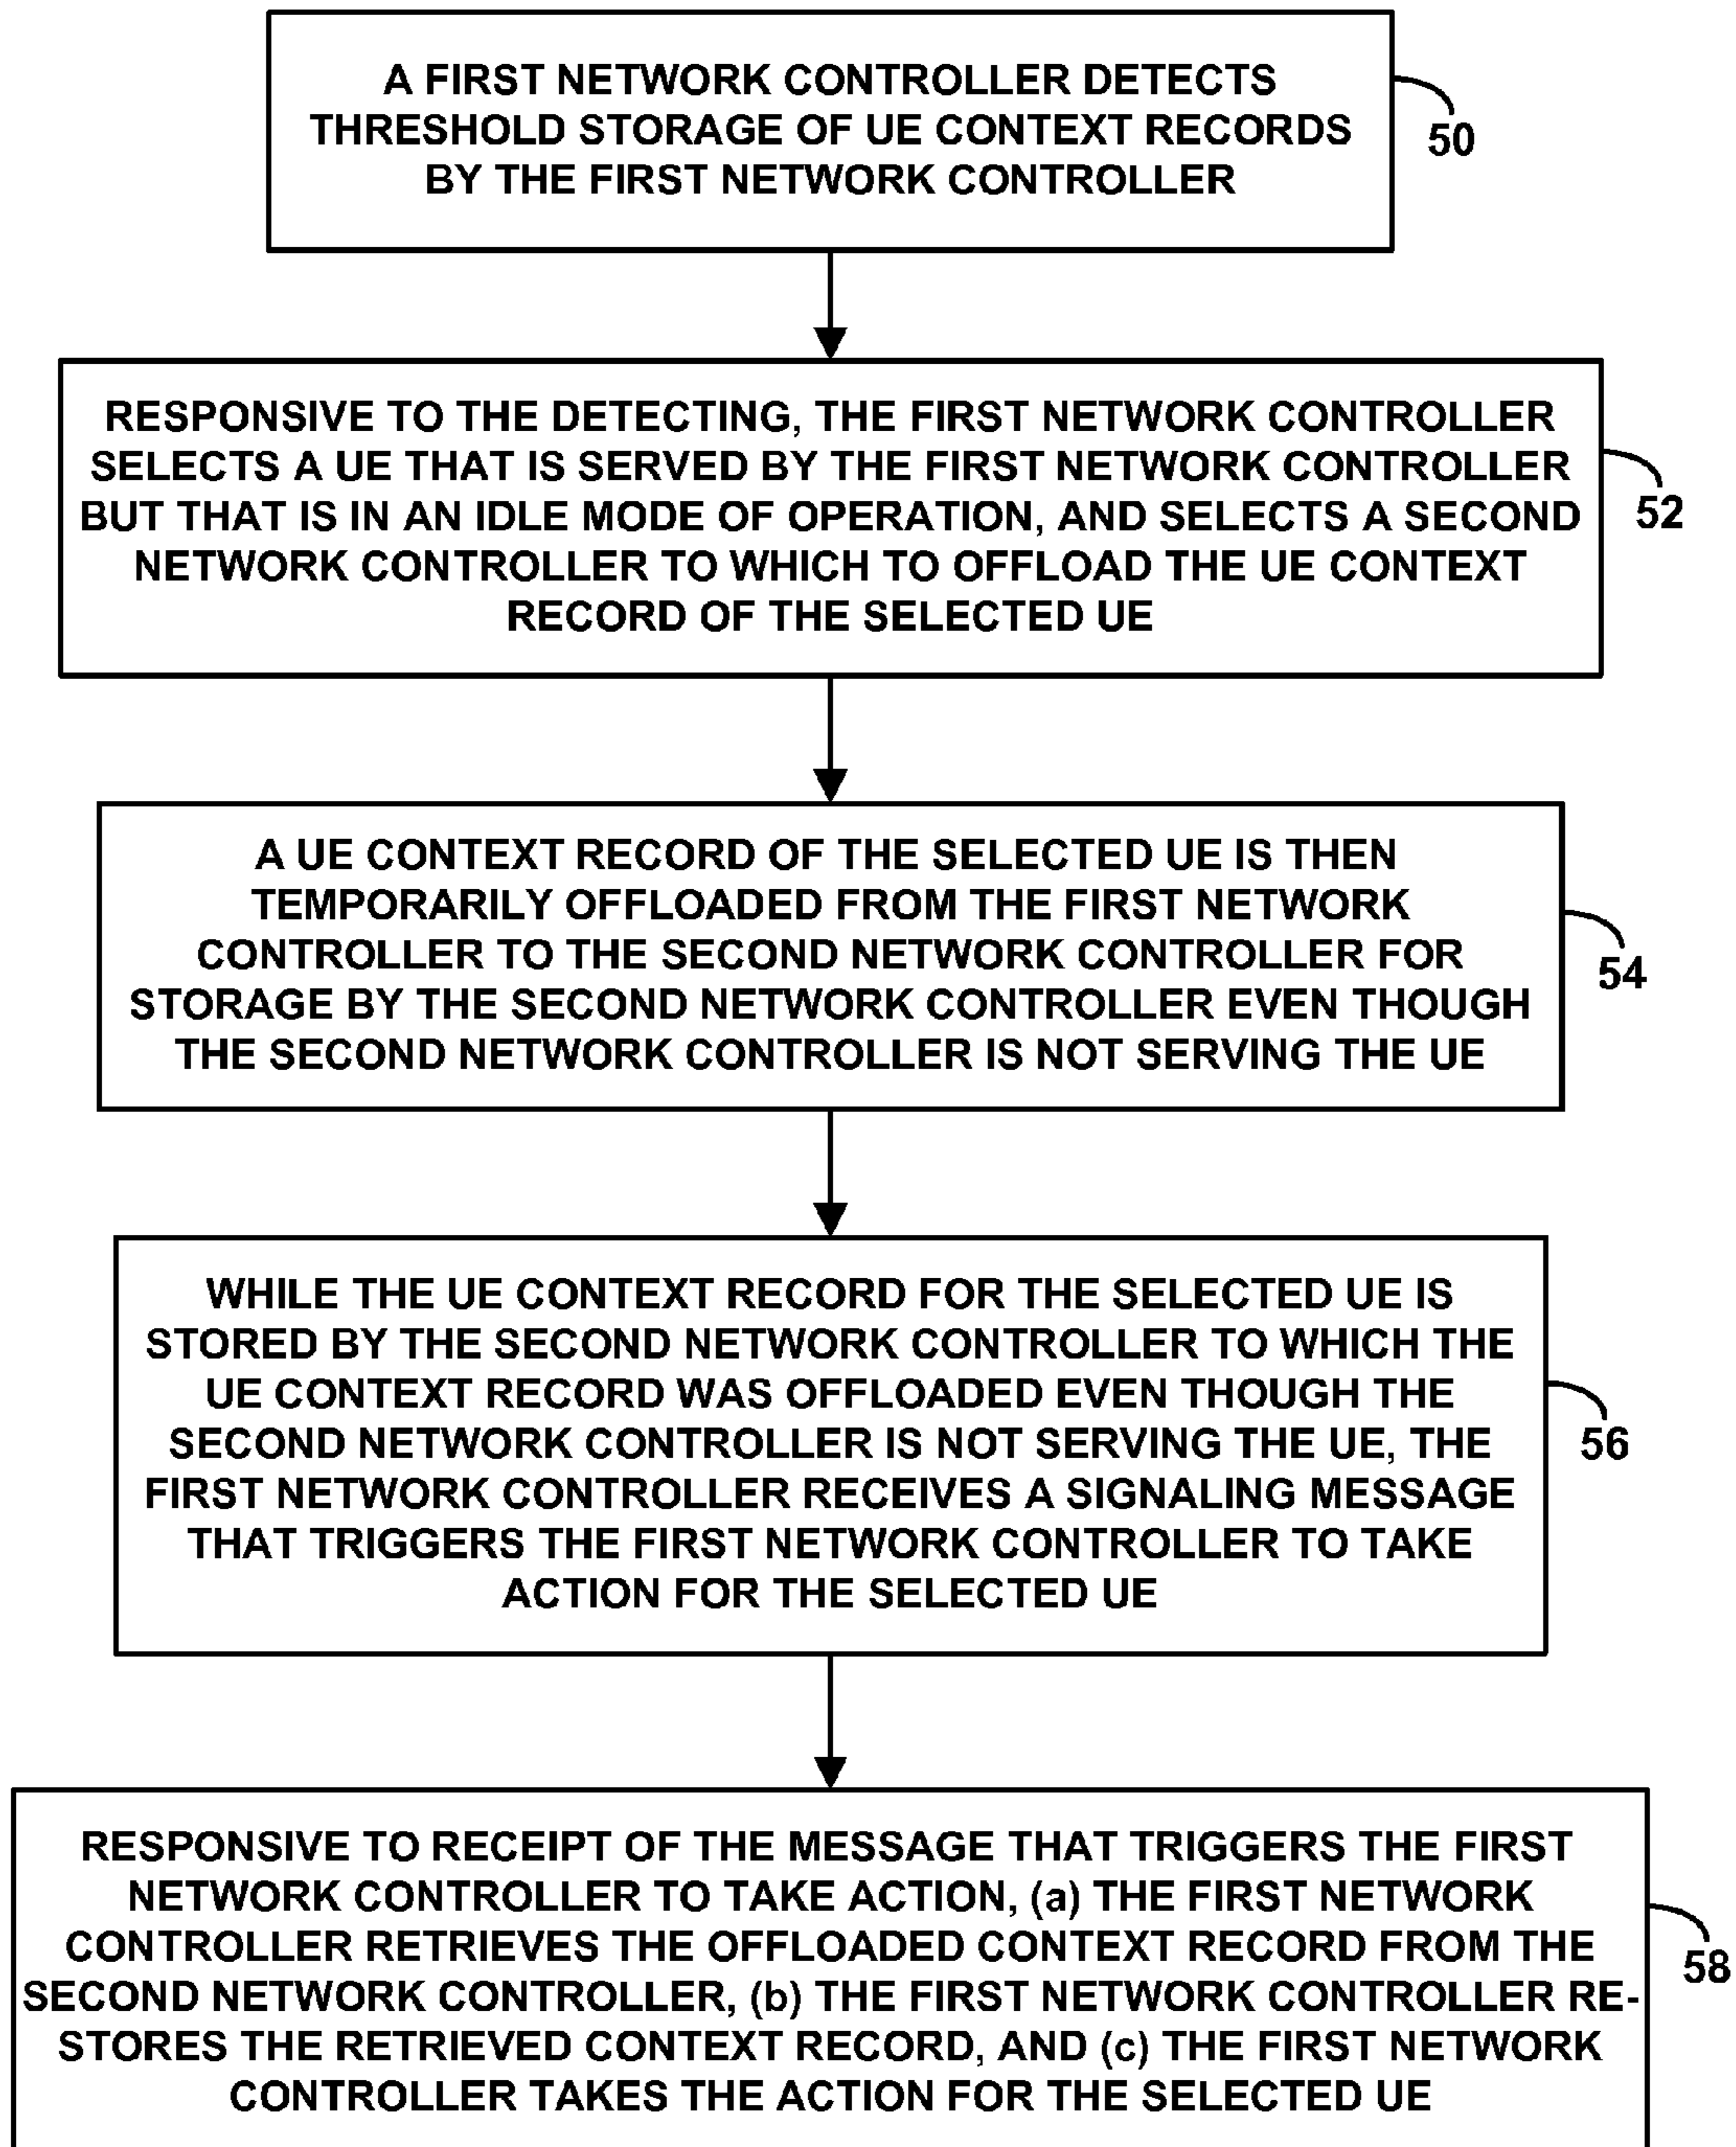 A FIRST NETWORK CONTROLLER DETECTS
THRESHOLD STORAGE OF UE CONTEXT RECORDS
BY THE FIRST NETWORK CONTROLLER
50
RESPONSIVE TO THE DETECTING, THE FIRST NETWORK CONTROLLER
SELECTS A UE THAT IS SERVED BY THE FIRST NETWORK CONTROLLER
BUT THAT IS IN AN IDLE MODE OF OPERATION, AND SELECTS A SECOND
NETWORK CONTROLLER TO WHICH TO OFFLOAD THE UE CONTEXT
RECORD OF THE SELECTED UE
52
A UE CONTEXT RECORD OF THE SELECTED UE IS THEN
TEMPORARILY OFFLOADED FROM THE FIRST NETWORK
CONTROLLER TO THE SECOND NETWORK CONTROLLER FOR
STORAGE BY THE SECOND NETWORK CONTROLLER EVEN THOUGH
THE SECOND NETWORK CONTROLLER IS NOT SERVING THE UE
54
WHILE THE UE CONTEXT RECORD FOR THE SELECTED UE IS
STORED BY THE SECOND NETWORK CONTROLLER TO WHICH THE
UE CONTEXT RECORD WAS OFFLOADED EVEN THOUGH THE
SECOND NETWORK CONTROLLER IS NOT SERVING THE UE, THE
FIRST NETWORK CONTROLLER RECEIVES A SIGNALING MESSAGE
THAT TRIGGERS THE FIRST NETWORK CONTROLLER TO TAKE
ACTION FOR THE SELECTED UE
56
RESPONSIVE TO RECEIPT OF THE MESSAGE THAT TRIGGERS THE FIRST
NETWORK CONTROLLER TO TAKE ACTION, (a) THE FIRST NETWORK
CONTROLLER RETRIEVES THE OFFLOADED CONTEXT RECORD FROM THE
SECOND NETWORK CONTROLLER, (b) THE FIRST NETWORK CONTROLLER RE-
STORES THE RETRIEVED CONTEXT RECORD, AND (c) THE FIRST NETWORK
CONTROLLER TAKES THE ACTION FOR THE SELECTED UE
58